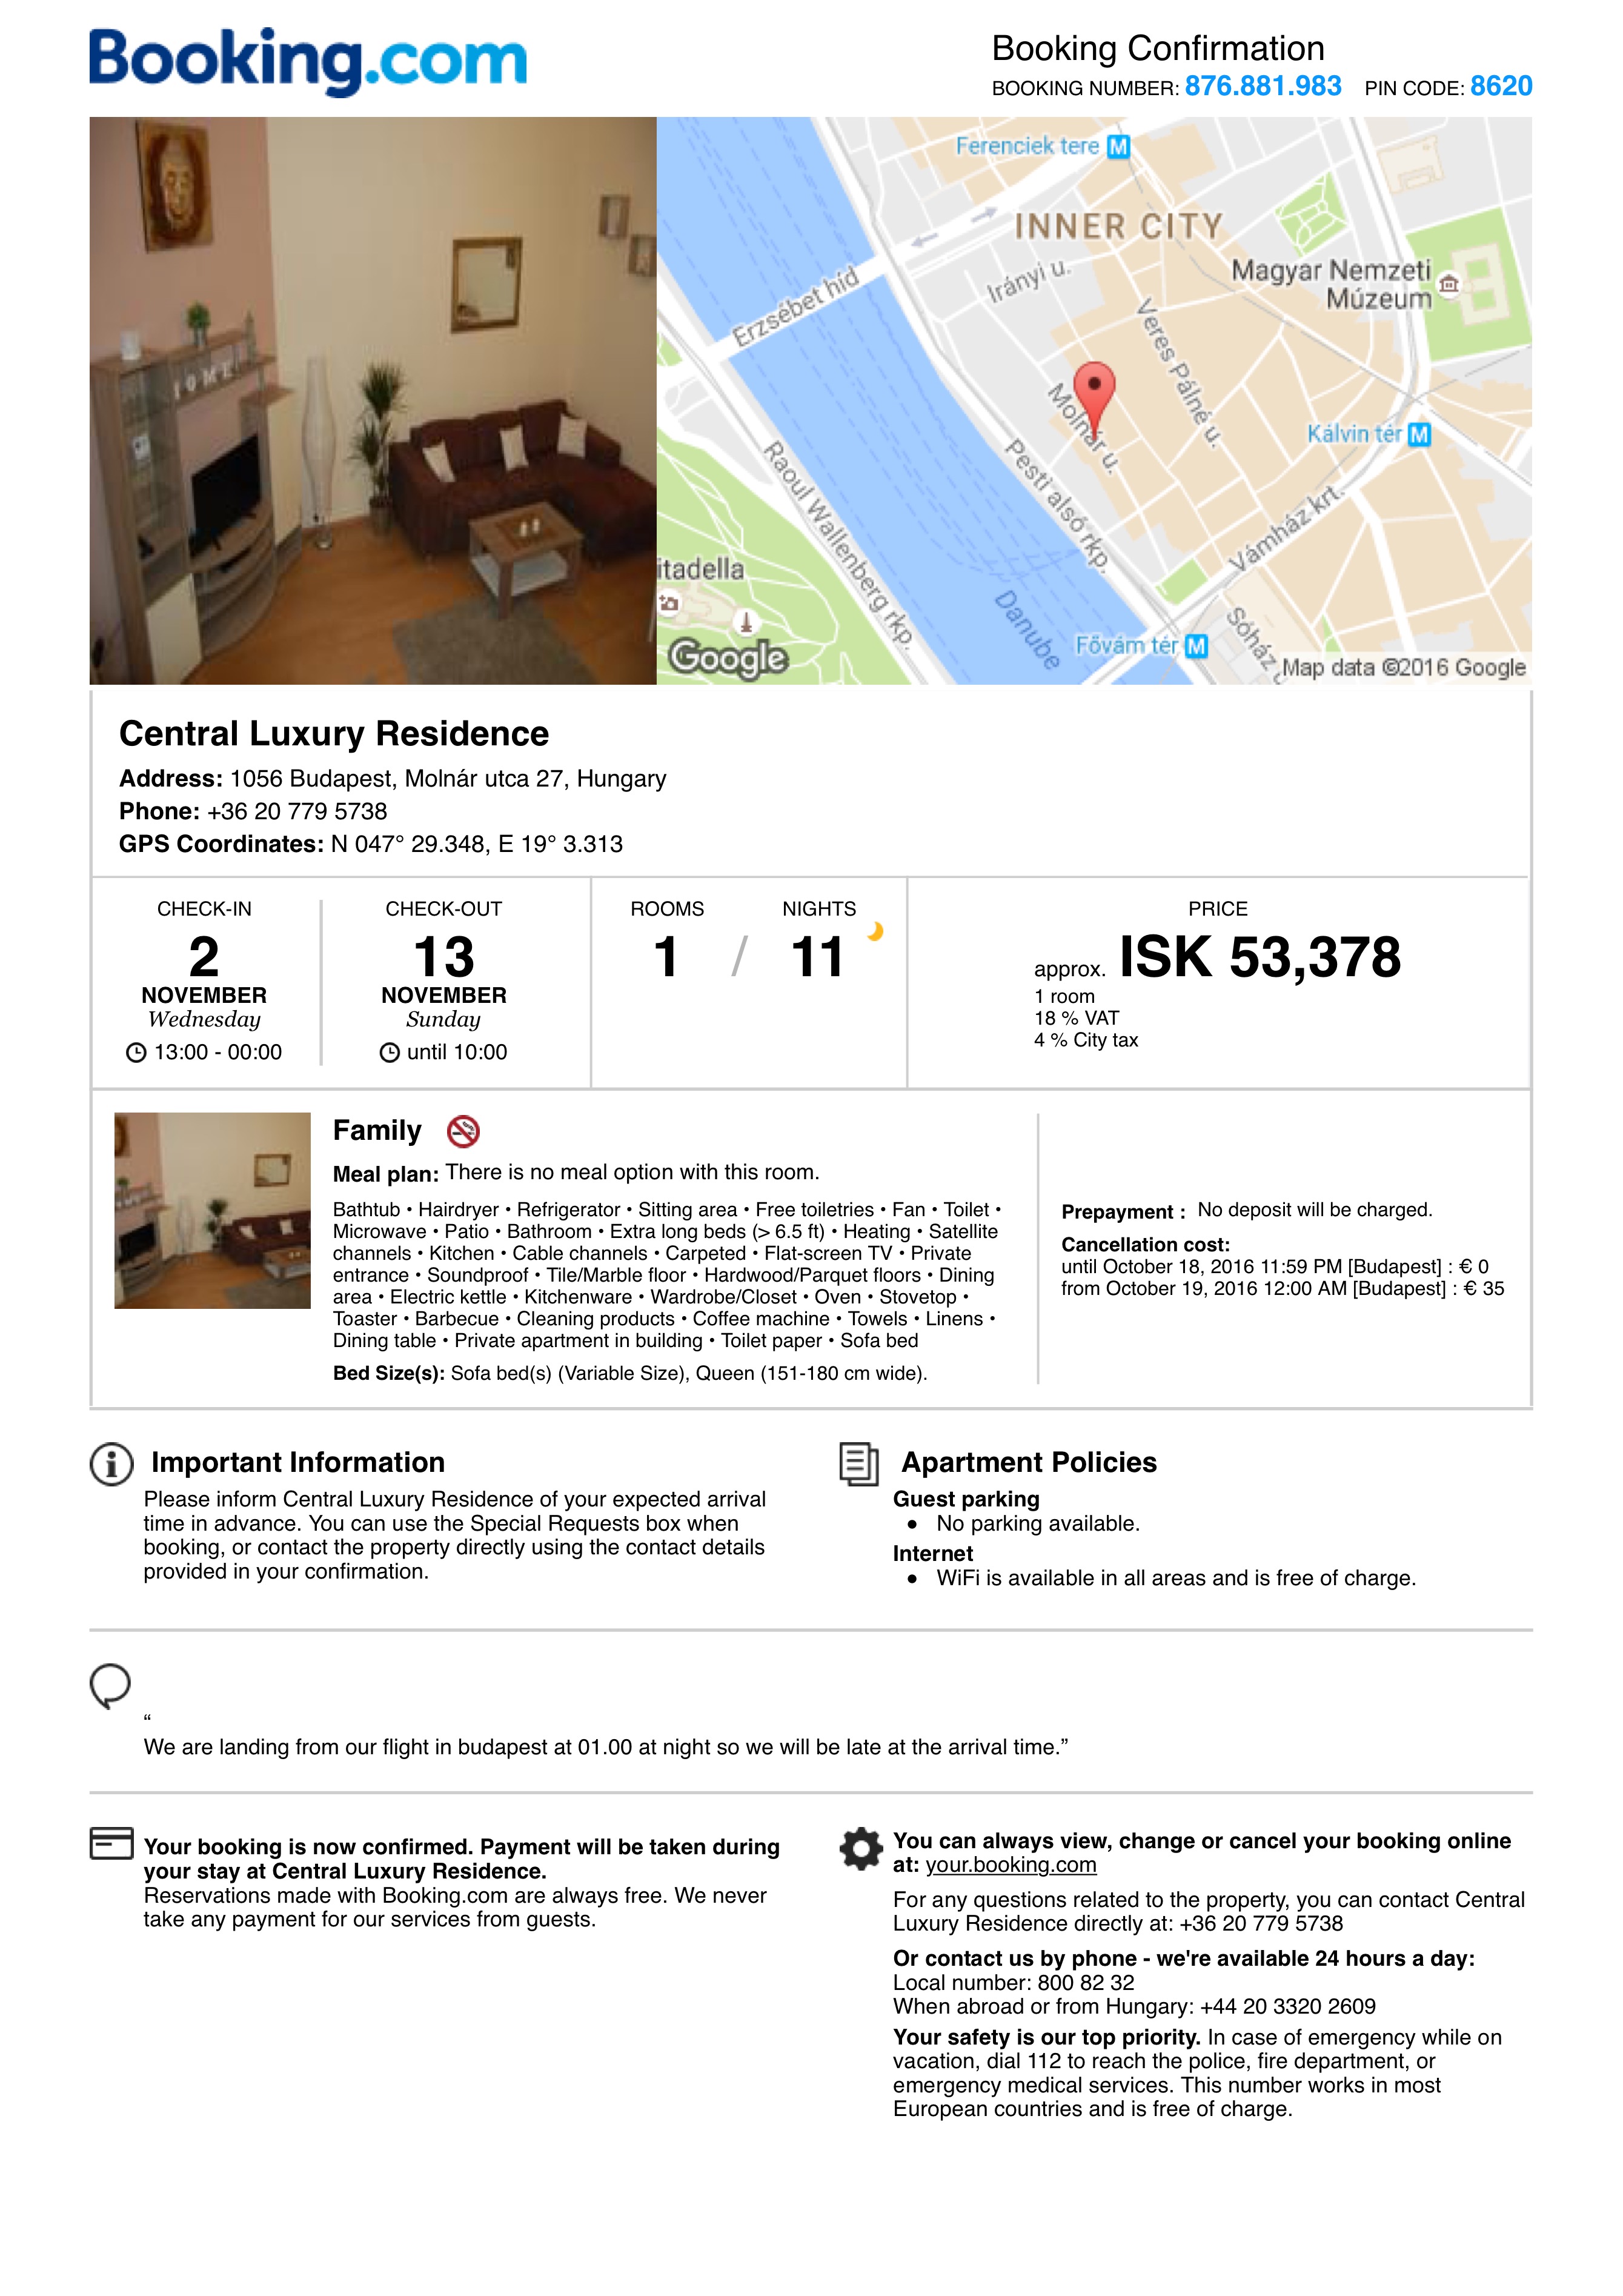 Booking.com
Booking Confirmation
BOOKING NUMBER: 876.881.983 PIN CODE: 8620
HOME
Ferenciek tere M
INNER CITY
Irányi u.
Magyar Nemzeti
Múzeum
Erzsébet híd
Veres Pálné u.
Molnár u.
Kálvin tér M
Pesti alsó rkp.
Raoul Wallenberg rkp.
Vámház krt.
itadella
Danube
Fővám tér M
Sóház
Google
Map data ©2016 Google
Central Luxury Residence
Address: 1056 Budapest, Molnár utca 27, Hungary
Phone: +36 20 779 5738
GPS Coordinates: N 047° 29.348, E 19° 3.313
CHECK-IN
2
NOVEMBER
Wednesday
13:00 - 00:00
CHECK-OUT
13
NOVEMBER
Sunday
until 10:00
ROOMS NIGHTS
1 / 11
PRICE
approx. ISK 53,378
1 room
18 % VAT
4 % City tax
Family
Meal plan: There is no meal option with this room.
Bathtub • Hairdryer • Refrigerator • Sitting area • Free toiletries • Fan • Toilet •
Microwave • Patio • Bathroom • Extra long beds (> 6.5 ft) • Heating • Satellite
channels • Kitchen • Cable channels • Carpeted • Flat-screen TV • Private
entrance • Soundproof • Tile/Marble floor • Hardwood/Parquet floors • Dining
area • Electric kettle • Kitchenware • Wardrobe/Closet • Oven • Stovetop •
Toaster • Barbecue • Cleaning products • Coffee machine • Towels • Linens •
Dining table • Private apartment in building • Toilet paper • Sofa bed
Bed Size(s): Sofa bed(s) (Variable Size), Queen (151-180 cm wide).
Prepayment : No deposit will be charged.
Cancellation cost:
until October 18, 2016 11:59 PM [Budapest] : € 0
from October 19, 2016 12:00 AM [Budapest] : € 35
Important Information
Please inform Central Luxury Residence of your expected arrival
time in advance. You can use the Special Requests box when
booking, or contact the property directly using the contact details
provided in your confirmation.
Apartment Policies
Guest parking
● No parking available.
Internet
● WiFi is available in all areas and is free of charge.
“
We are landing from our flight in budapest at 01.00 at night so we will be late at the arrival time.”
Your booking is now confirmed. Payment will be taken during
your stay at Central Luxury Residence.
Reservations made with Booking.com are always free. We never
take any payment for our services from guests.
You can always view, change or cancel your booking online
at: your.booking.com
For any questions related to the property, you can contact Central
Luxury Residence directly at: +36 20 779 5738
Or contact us by phone - we're available 24 hours a day:
Local number: 800 82 32
When abroad or from Hungary: +44 20 3320 2609
Your safety is our top priority. In case of emergency while on
vacation, dial 112 to reach the police, fire department, or
emergency medical services. This number works in most
European countries and is free of charge.